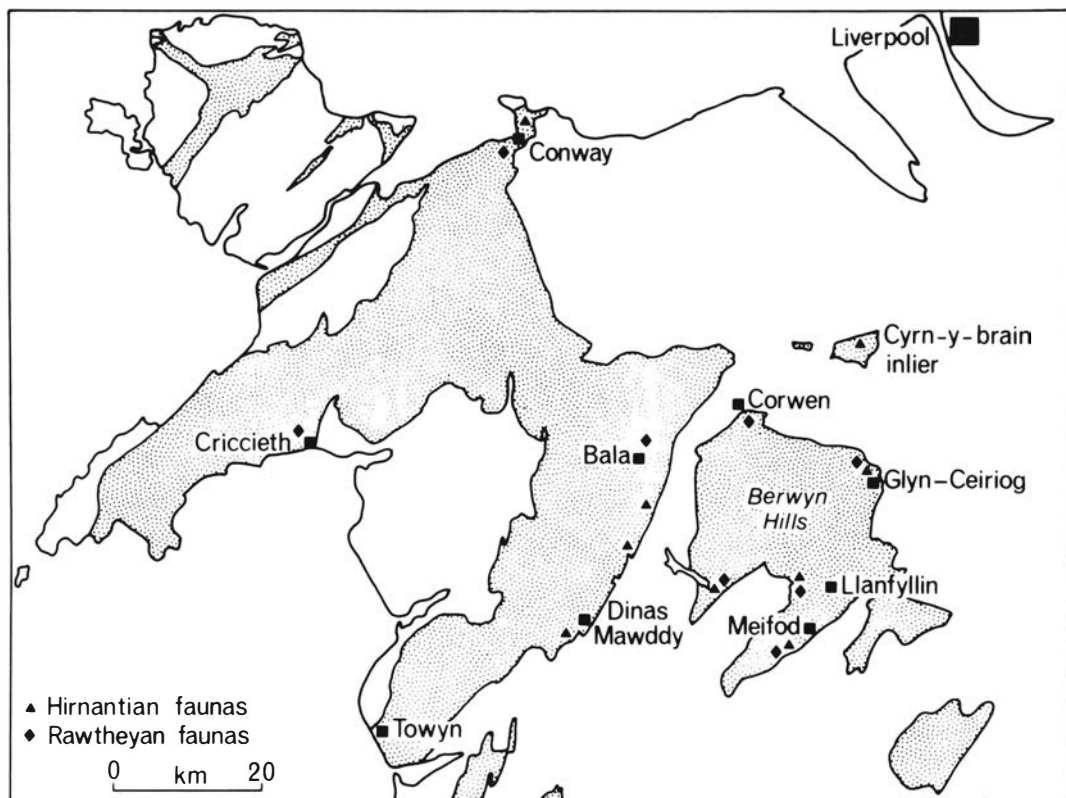 Liverpool
Conway
Cyrn-y-brain
inlier
Corwen
Criccieth
Bala
Glyn-Ceiriog
Berwyn
Hills
Llanfyllin
Dinas
Mawddy
Meifod
Hirnantian faunas
Rawtheyan faunas
Towyn
0 km 20